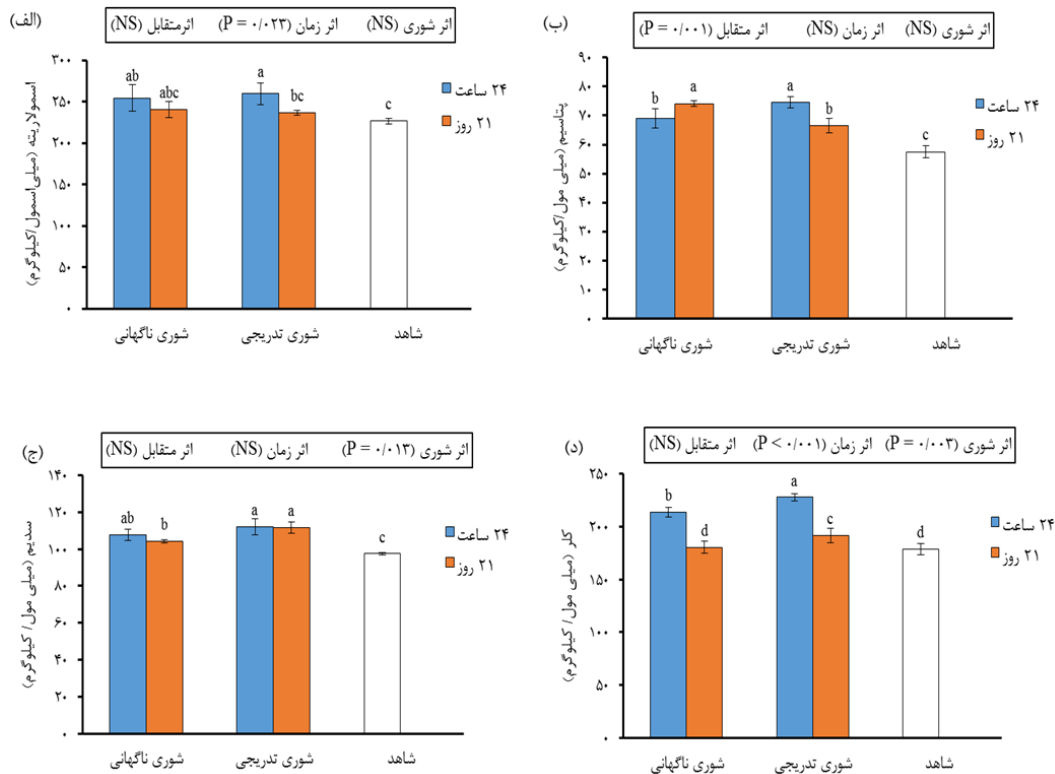 (الف)
اثر شوری (NS) اثر زمان (P = ۰/۰۲۳) اثرمتقابل (NS)
اسمولاریته (میلی‌اسمول/کیلوگرم)
۳۰۰
۲۵۰
۲۰۰
۱۵۰
۱۰۰
۵۰
۰
ab
abc
a
bc
c
۲۴ ساعت
۲۱ روز
شوری ناگهانی
شوری تدریجی
شاهد
(ب)
اثر شوری (NS) اثر زمان (NS) اثر متقابل (P = ۰/۰۰۱)
پتاسیم (میلی مول/کیلوگرم)
۹۰
۸۰
۷۰
۶۰
۵۰
۴۰
۳۰
۲۰
۱۰
۰
b
a
a
b
c
۲۴ ساعت
۲۱ روز
شوری ناگهانی
شوری تدریجی
شاهد
(ج)
اثر شوری (P = ۰/۰۱۳) اثر زمان (NS) اثر متقابل (NS)
سدیم (میلی مول/ کیلوگرم)
۱۴۰
۱۲۰
۱۰۰
۸۰
۶۰
۴۰
۲۰
۰
ab
b
a
a
c
۲۴ ساعت
۲۱ روز
شوری ناگهانی
شوری تدریجی
شاهد
(د)
اثر شوری (P = ۰/۰۰۳) اثر زمان (P < ۰/۰۰۱) اثر متقابل (NS)
کلر (میلی مول/ کیلوگرم)
۲۵۰
۲۰۰
۱۵۰
۱۰۰
۵۰
۰
b
d
a
c
d
۲۴ ساعت
۲۱ روز
شوری ناگهانی
شوری تدریجی
شاهد